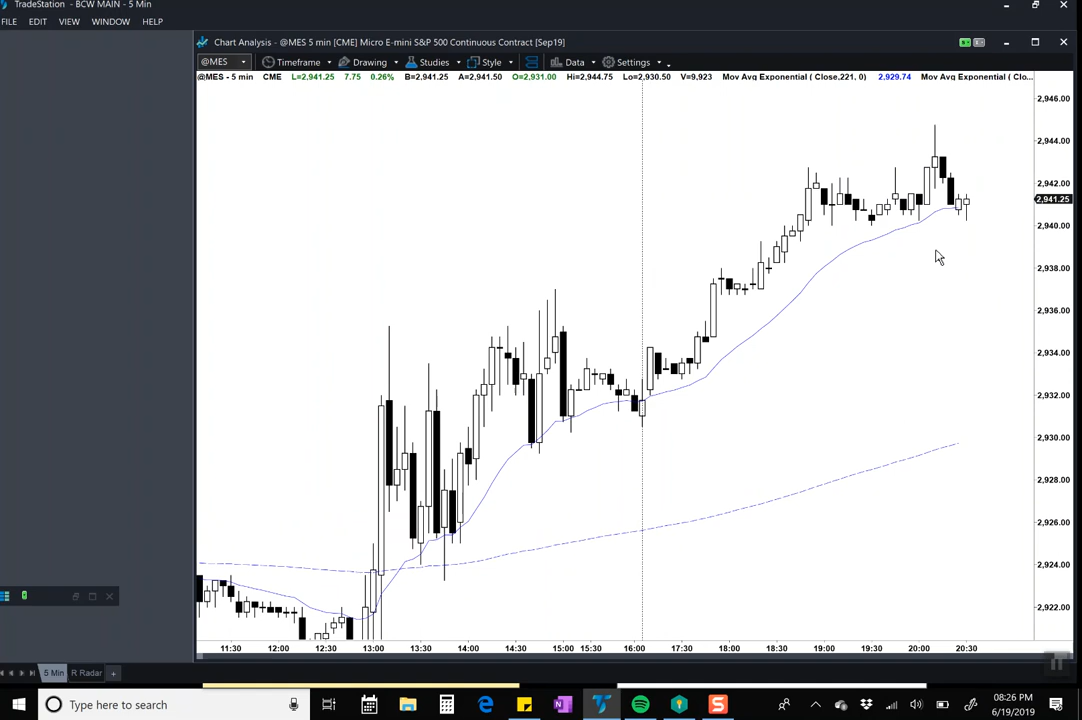 TradeStation - BCW MAIN - 5 Min
FILE EDIT VIEW WINDOW HELP
Chart Analysis - @MES 5 min [CME] Micro E-mini S&P 500 Continuous Contract [Sep19]
@MES Timeframe Drawing Studies Style Data Settings
@MES - 5 min CME L=2,941.25 7.75 0.26% B=2,941.25 A=2,941.50 O=2,931.00 Hi=2,944.75 Lo=2,930.50 V=9,923 Mov Avg Exponential ( Close,221, 0) 2,929.74 Mov Avg Exponential ( Clo...
2,946.00
2,944.00
2,942.00
2,941.25
2,940.00
2,938.00
2,936.00
2,934.00
2,932.00
2,930.00
2,928.00
2,926.00
2,924.00
2,922.00
11:30 12:00 12:30 13:00 13:30 14:00 14:30 15:00 15:30 16:00 17:30 18:00 18:30 19:00 19:30 20:00 20:30
5 Min R Radar +
Type here to search
08:26 PM
6/19/2019